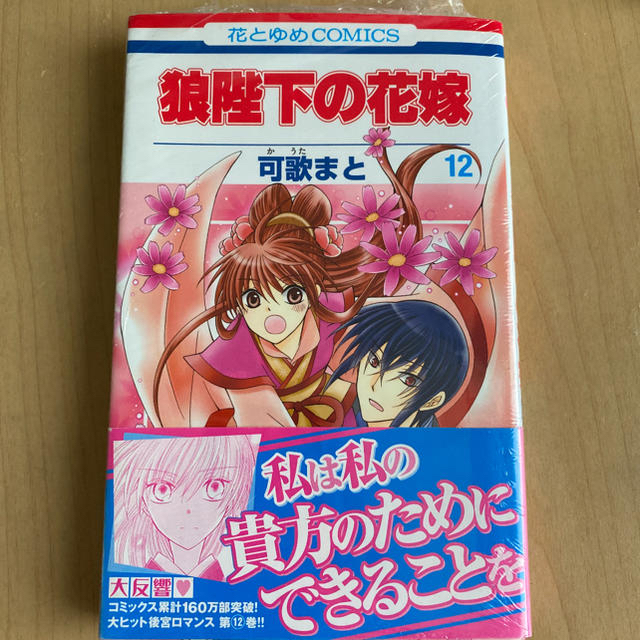 花とゆめCOMICS
狼陛下の花嫁
かうた
可歌まと
12
私は私の
貴方のために
できることを
大反響♥
コミックス累計160万部突破!
大ヒット後宮ロマンス 第⑫巻!!